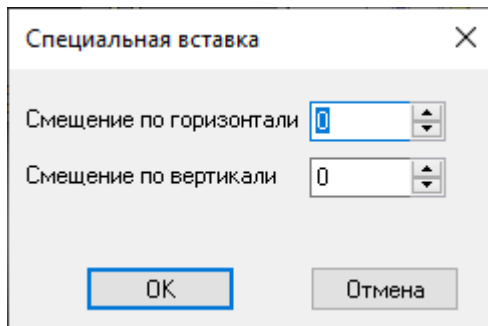 Специальная вставка
Смещение по горизонтали 0
Смещение по вертикали 0
OK Отмена